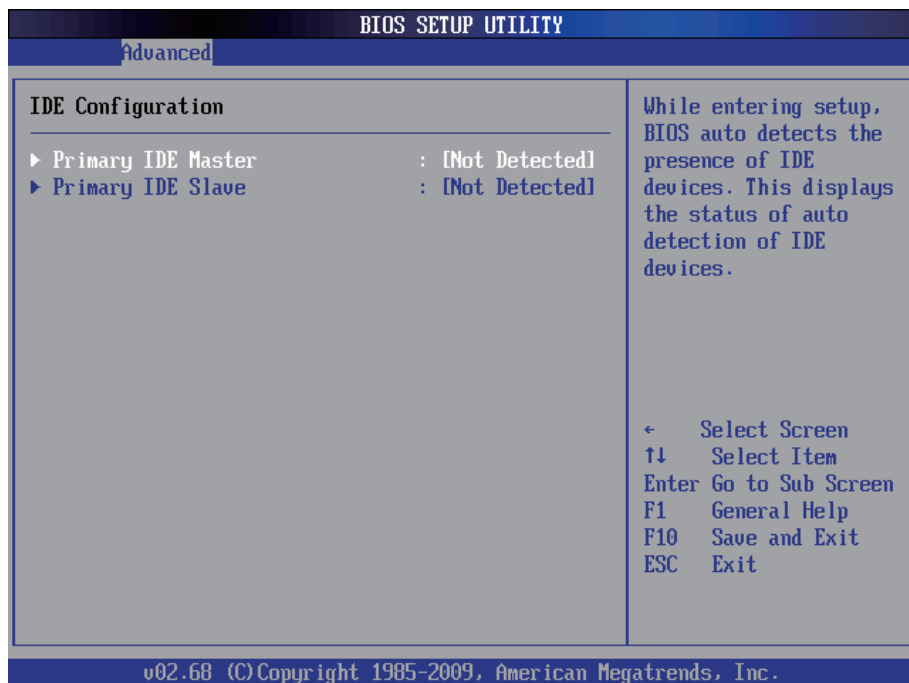 BIOS SETUP UTILITY
Advanced
IDE Configuration
▶ Primary IDE Master : [Not Detected]
▶ Primary IDE Slave : [Not Detected]
While entering setup,
BIOS auto detects the
presence of IDE
devices. This displays
the status of auto
detection of IDE
devices.
← Select Screen
↑↓ Select Item
Enter Go to Sub Screen
F1 General Help
F10 Save and Exit
ESC Exit
v02.68 (C)Copyright 1985-2009, American Megatrends, Inc.